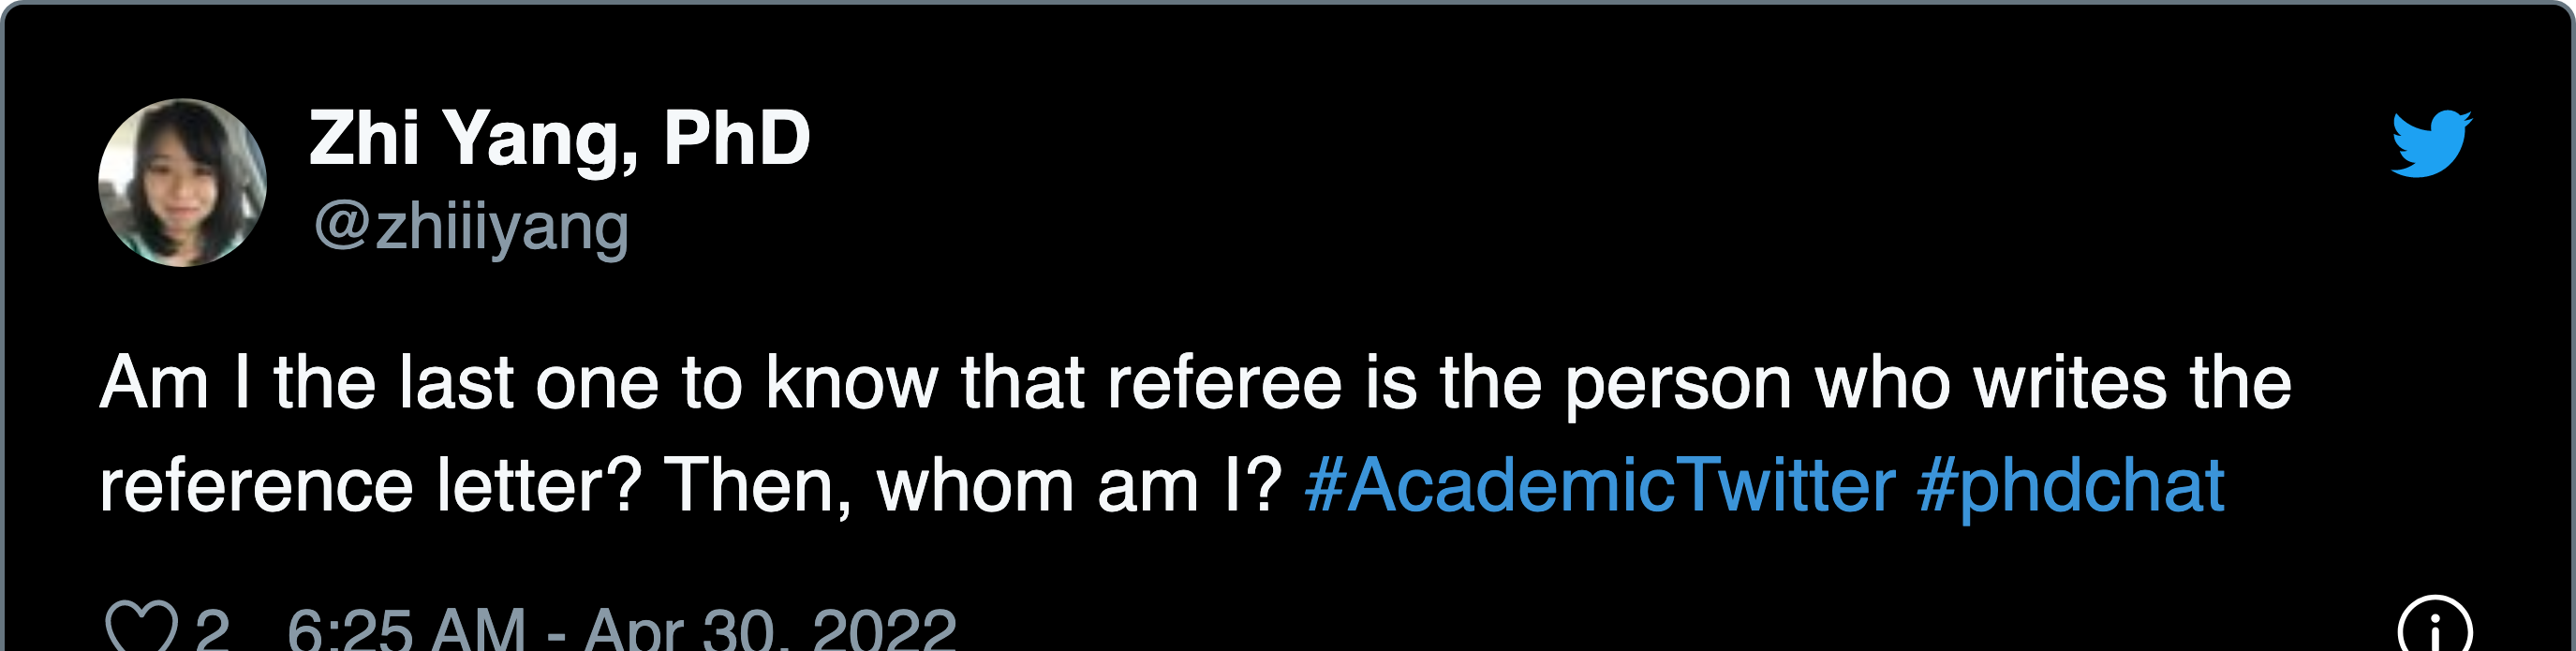 Zhi Yang, PhD
@zhiiiyang
Am I the last one to know that referee is the person who writes the
reference letter? Then, whom am I? #AcademicTwitter #phdchat
2 6:25 AM - Apr 30, 2022